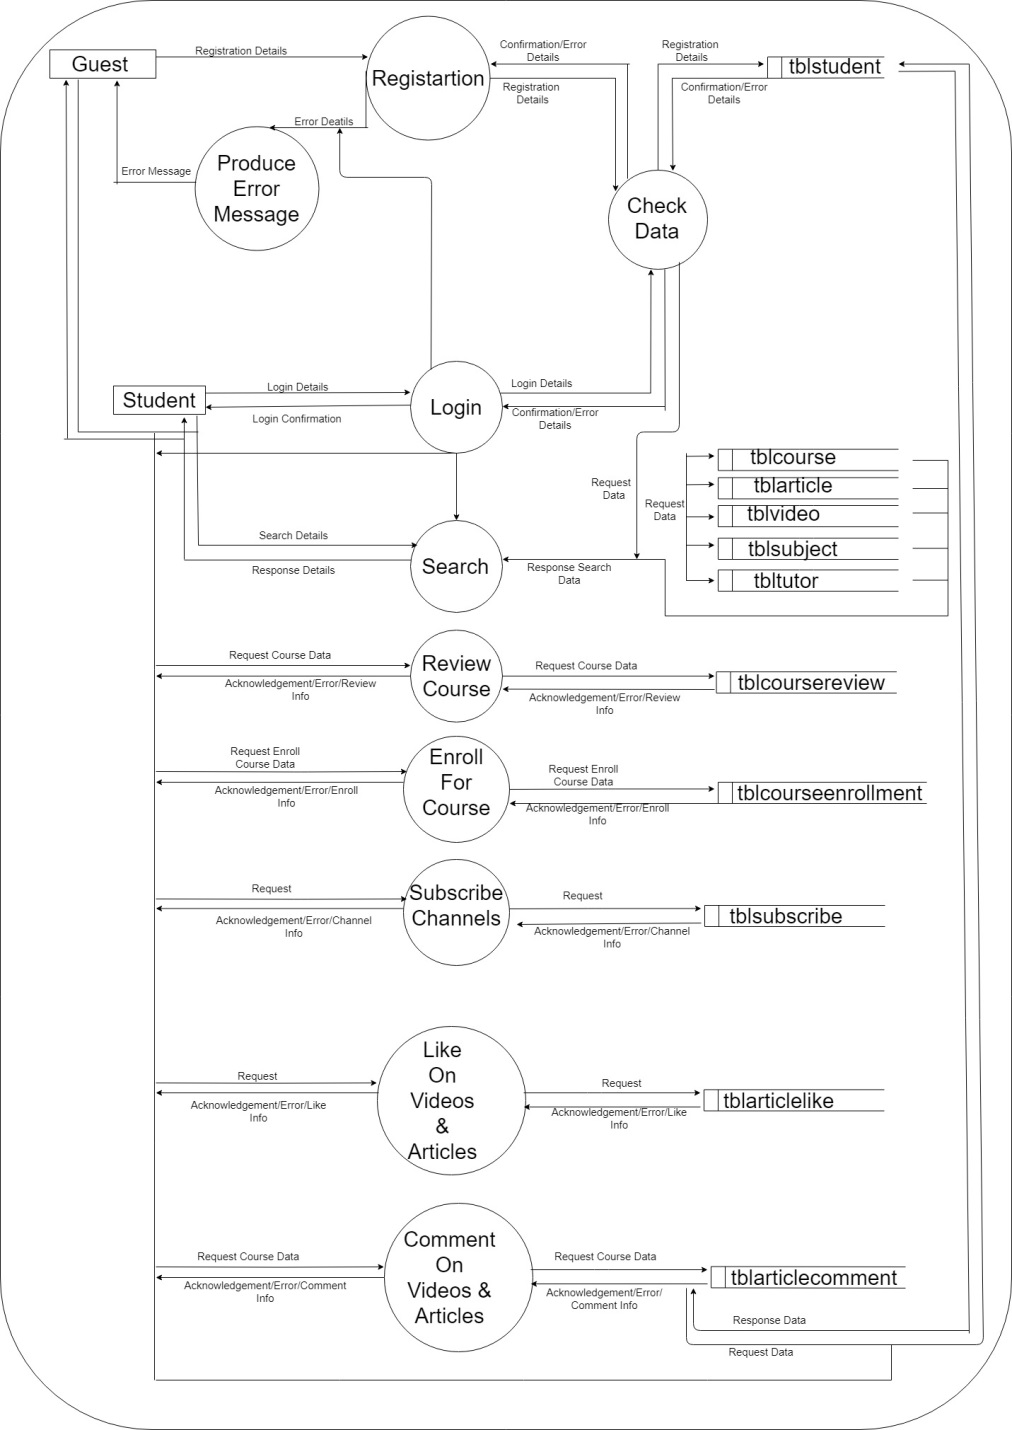 Guest
Registration Details
Registartion
Confirmation/Error
Details
Registration
Details
Registration
Details
tblstudent
Confirmation/Error
Details
Error Deatils
Produce
Error
Message
Error Message
Check
Data
Student
Login Details
Login Confirmation
Login
Login Details
Confirmation/Error
Details
Request
Data
Request
Data
tblcourse
tblarticle
tblvideo
tblsubject
tbltutor
Search Details
Response Details
Search
Response Search
Data
Request Course Data
Acknowledgement/Error/Review
Info
Review
Course
Request Course Data
Acknowledgement/Error/Review
Info
tblcoursereview
Request Enroll
Course Data
Acknowledgement/Error/Enroll
Info
Enroll
For
Course
Request Enroll
Course Data
Acknowledgement/Error/Enroll
Info
tblcourseenrollment
Request
Acknowledgement/Error/Channel
Info
Subscribe
Channels
Request
Acknowledgement/Error/Channel
Info
tblsubscribe
Request
Acknowledgement/Error/Like
Info
Like
On
Videos
&
Articles
Request
Acknowledgement/Error/Like
Info
tblarticlelike
Request Course Data
Acknowledgement/Error/Comment
Info
Comment
On
Videos &
Articles
Request Course Data
Acknowledgement/Error/
Comment Info
tblarticlecomment
Response Data
Request Data